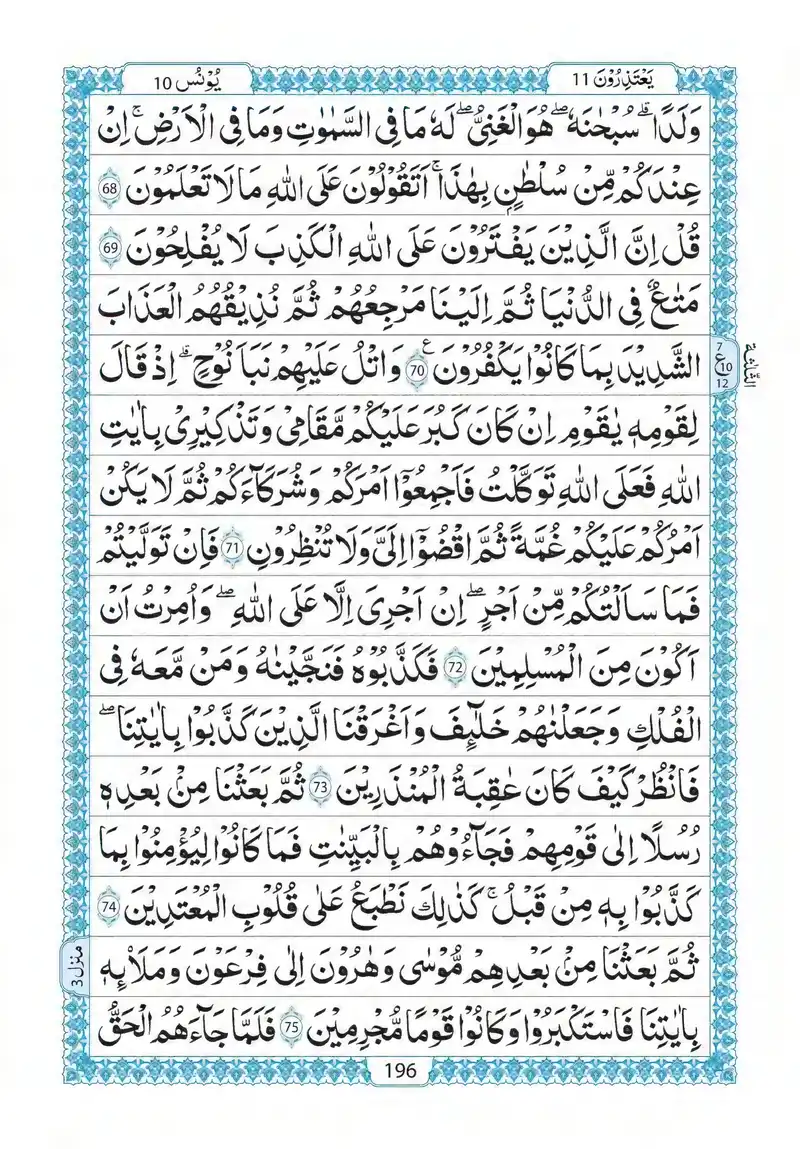 يَعْتَذِرُوْنَ 11
يُوْنُس 10
وَلَدًا ۙ سُبْحٰنَهٗ ؕ هُوَ الْغَنِيُّ ؕ لَهٗ مَا فِى السَّمٰوٰتِ وَمَا فِى الْاَرْضِ ؕ اِنْ
عِنْدَكُمْ مِّنْ سُلْطٰنٍۢ بِهٰذَا ؕ اَتَقُوْلُوْنَ عَلَى اللّٰهِ مَا لَا تَعْلَمُوْنَ 68
قُلْ اِنَّ الَّذِيْنَ يَفْتَرُوْنَ عَلَى اللّٰهِ الْكَذِبَ لَا يُفْلِحُوْنَ 69
مَتَاعٌ فِى الدُّنْيَا ثُمَّ اِلَيْنَا مَرْجِعُهُمْ ثُمَّ نُذِيْقُهُمُ الْعَذَابَ
الشَّدِيْدَ بِمَا كَانُوْا يَكْفُرُوْنَ ع 70 وَاتْلُ عَلَيْهِمْ نَبَاَ نُوْحٍ ۘ اِذْ قَالَ
7
ع 10
12
الثلٰثة
لِقَوْمِهٖ يٰقَوْمِ اِنْ كَانَ كَبُرَ عَلَيْكُمْ مَّقَامِىْ وَتَذْكِيْرِىْ بِاٰيٰتِ
اللّٰهِ فَعَلَى اللّٰهِ تَوَكَّلْتُ فَاَجْمِعُوْۤا اَمْرَكُمْ وَشُرَكَآءَكُمْ ثُمَّ لَا يَكُنْ
اَمْرُكُمْ عَلَيْكُمْ غُمَّةً ثُمَّ اقْضُوْۤا اِلَيَّ وَلَا تُنْظِرُوْنِ 71 فَاِنْ تَوَلَّيْتُمْ
فَمَا سَاَلْتُكُمْ مِّنْ اَجْرٍ ؕ اِنْ اَجْرِىَ اِلَّا عَلَى اللّٰهِ ۙ وَاُمِرْتُ اَنْ
اَكُوْنَ مِنَ الْمُسْلِمِيْنَ 72 فَكَذَّبُوْهُ فَنَجَّيْنٰهُ وَمَنْ مَّعَهٗ فِى
الْفُلْكِ وَجَعَلْنٰهُمْ خَلٰٓئِفَ وَاَغْرَقْنَا الَّذِيْنَ كَذَّبُوْا بِاٰيٰتِنَا ۚ
فَانْظُرْ كَيْفَ كَانَ عَاقِبَةُ الْمُنْذَرِيْنَ 73 ثُمَّ بَعَثْنَا مِنْۢ بَعْدِهٖ
رُسُلًا اِلٰى قَوْمِهِمْ فَجَآءُوْهُمْ بِالْبَيِّنٰتِ فَمَا كَانُوْا لِيُؤْمِنُوْا بِمَا
كَذَّبُوْا بِهٖ مِنْ قَبْلُ ؕ كَذٰلِكَ نَطْبَعُ عَلٰى قُلُوْبِ الْمُعْتَدِيْنَ 74
ثُمَّ بَعَثْنَا مِنْۢ بَعْدِهِمْ مُّوْسٰى وَهٰرُوْنَ اِلٰى فِرْعَوْنَ وَمَلَا۟ئِهٖ
منزل 3
بِاٰيٰتِنَا فَاسْتَكْبَرُوْا وَكَانُوْا قَوْمًا مُّجْرِمِيْنَ 75 فَلَمَّا جَآءَهُمُ الْحَقُّ
196